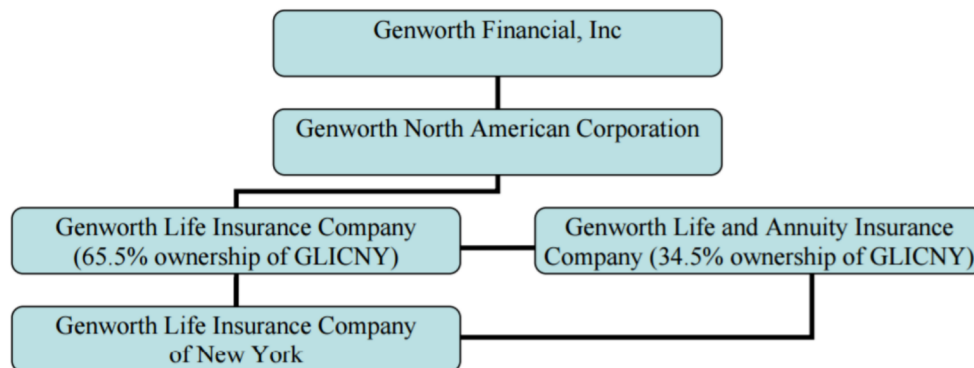 Genworth Financial, Inc
Genworth North American Corporation
Genworth Life Insurance Company
(65.5% ownership of GLICNY)
Genworth Life and Annuity Insurance
Company (34.5% ownership of GLICNY)
Genworth Life Insurance Company
of New York